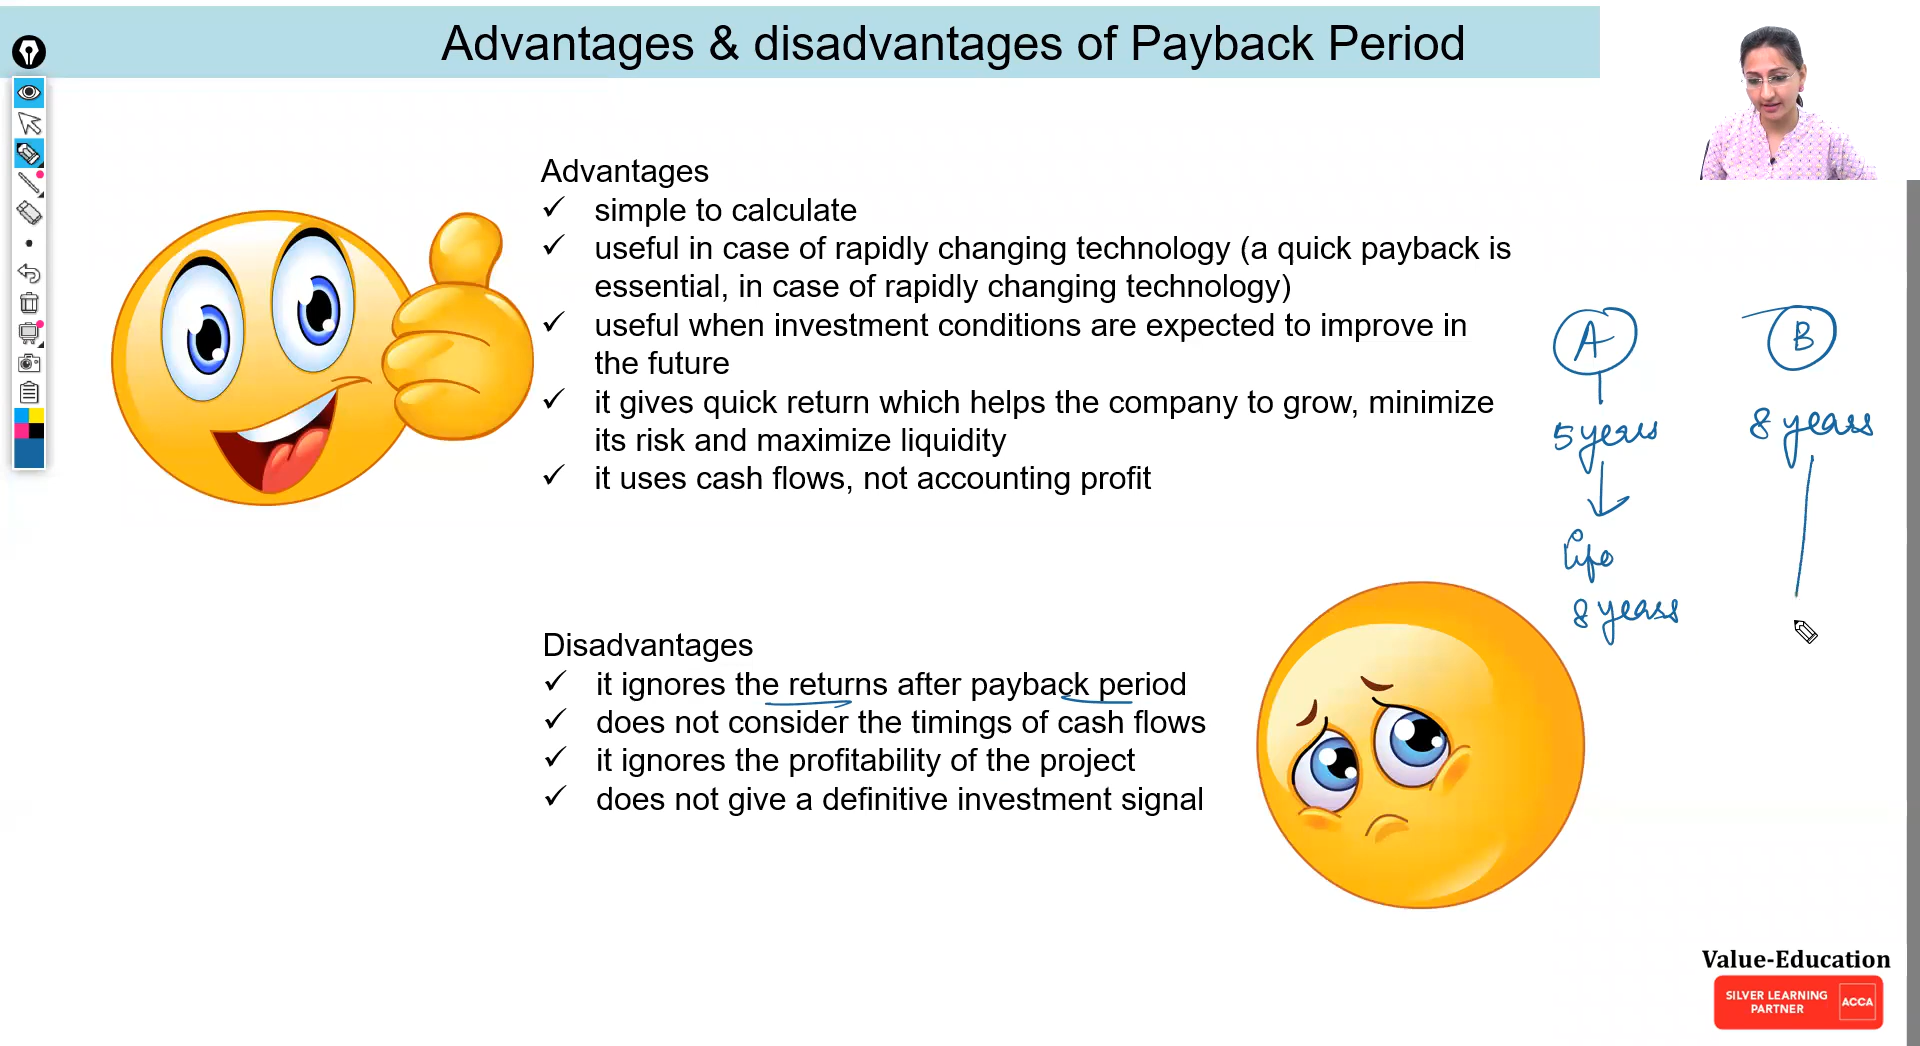 Advantages & disadvantages of Payback Period
Advantages
✓ simple to calculate
✓ useful in case of rapidly changing technology (a quick payback is
essential, in case of rapidly changing technology)
✓ useful when investment conditions are expected to improve in
the future
✓ it gives quick return which helps the company to grow, minimize
its risk and maximize liquidity
✓ it uses cash flows, not accounting profit
A
5 years
life
8 years
B
8 years
Disadvantages
✓ it ignores the returns after payback period
✓ does not consider the timings of cash flows
✓ it ignores the profitability of the project
✓ does not give a definitive investment signal
Value-Education
SILVER LEARNING
PARTNER
ACCA